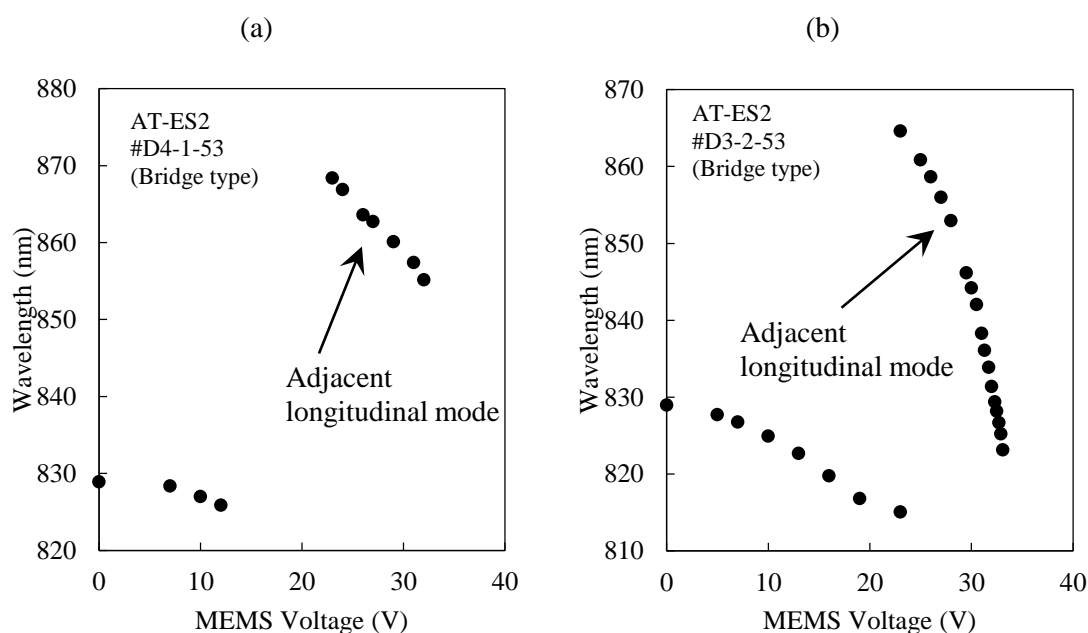 (a)
Wavelength (nm)
880
870
860
850
840
830
820
AT-ES2
#D4-1-53
(Bridge type)
Adjacent
longitudinal mode
0
10
20
30
40
MEMS Voltage (V)
(b)
Wavelength (nm)
870
860
850
840
830
820
810
AT-ES2
#D3-2-53
(Bridge type)
Adjacent
longitudinal mode
0
10
20
30
40
MEMS Voltage (V)